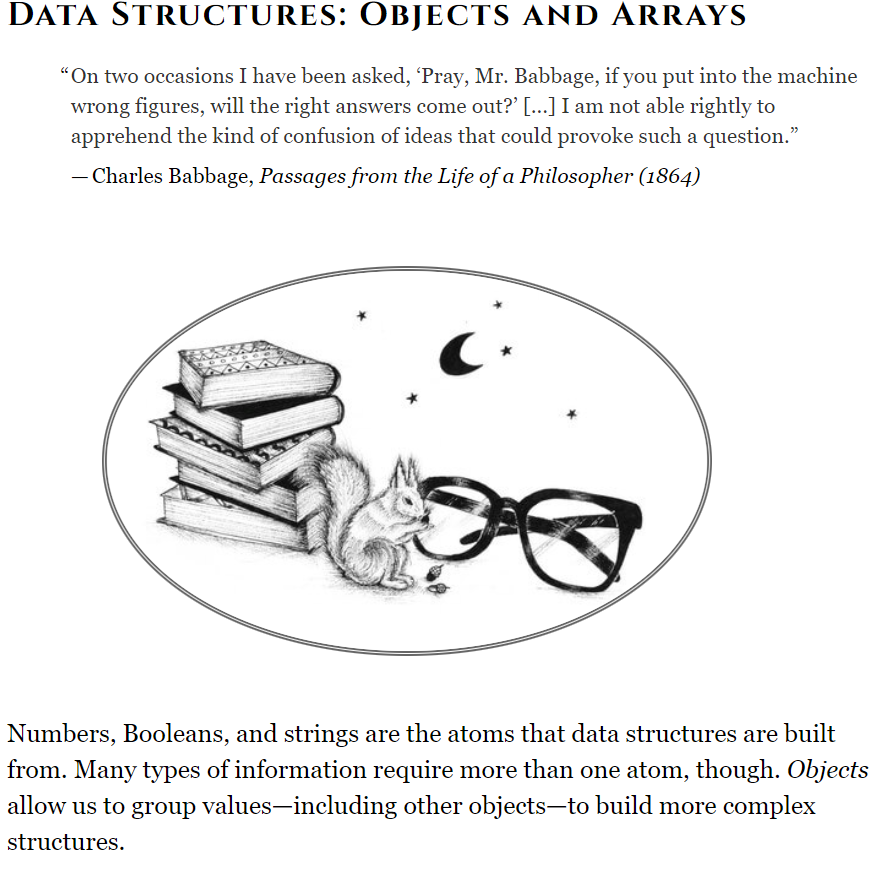 Data Structures: Objects and Arrays
“On two occasions I have been asked, ‘Pray, Mr. Babbage, if you put into the machine
wrong figures, will the right answers come out?’ [...] I am not able rightly to
apprehend the kind of confusion of ideas that could provoke such a question.”
— Charles Babbage, Passages from the Life of a Philosopher (1864)
Numbers, Booleans, and strings are the atoms that data structures are built
from. Many types of information require more than one atom, though. Objects
allow us to group values—including other objects—to build more complex
structures.